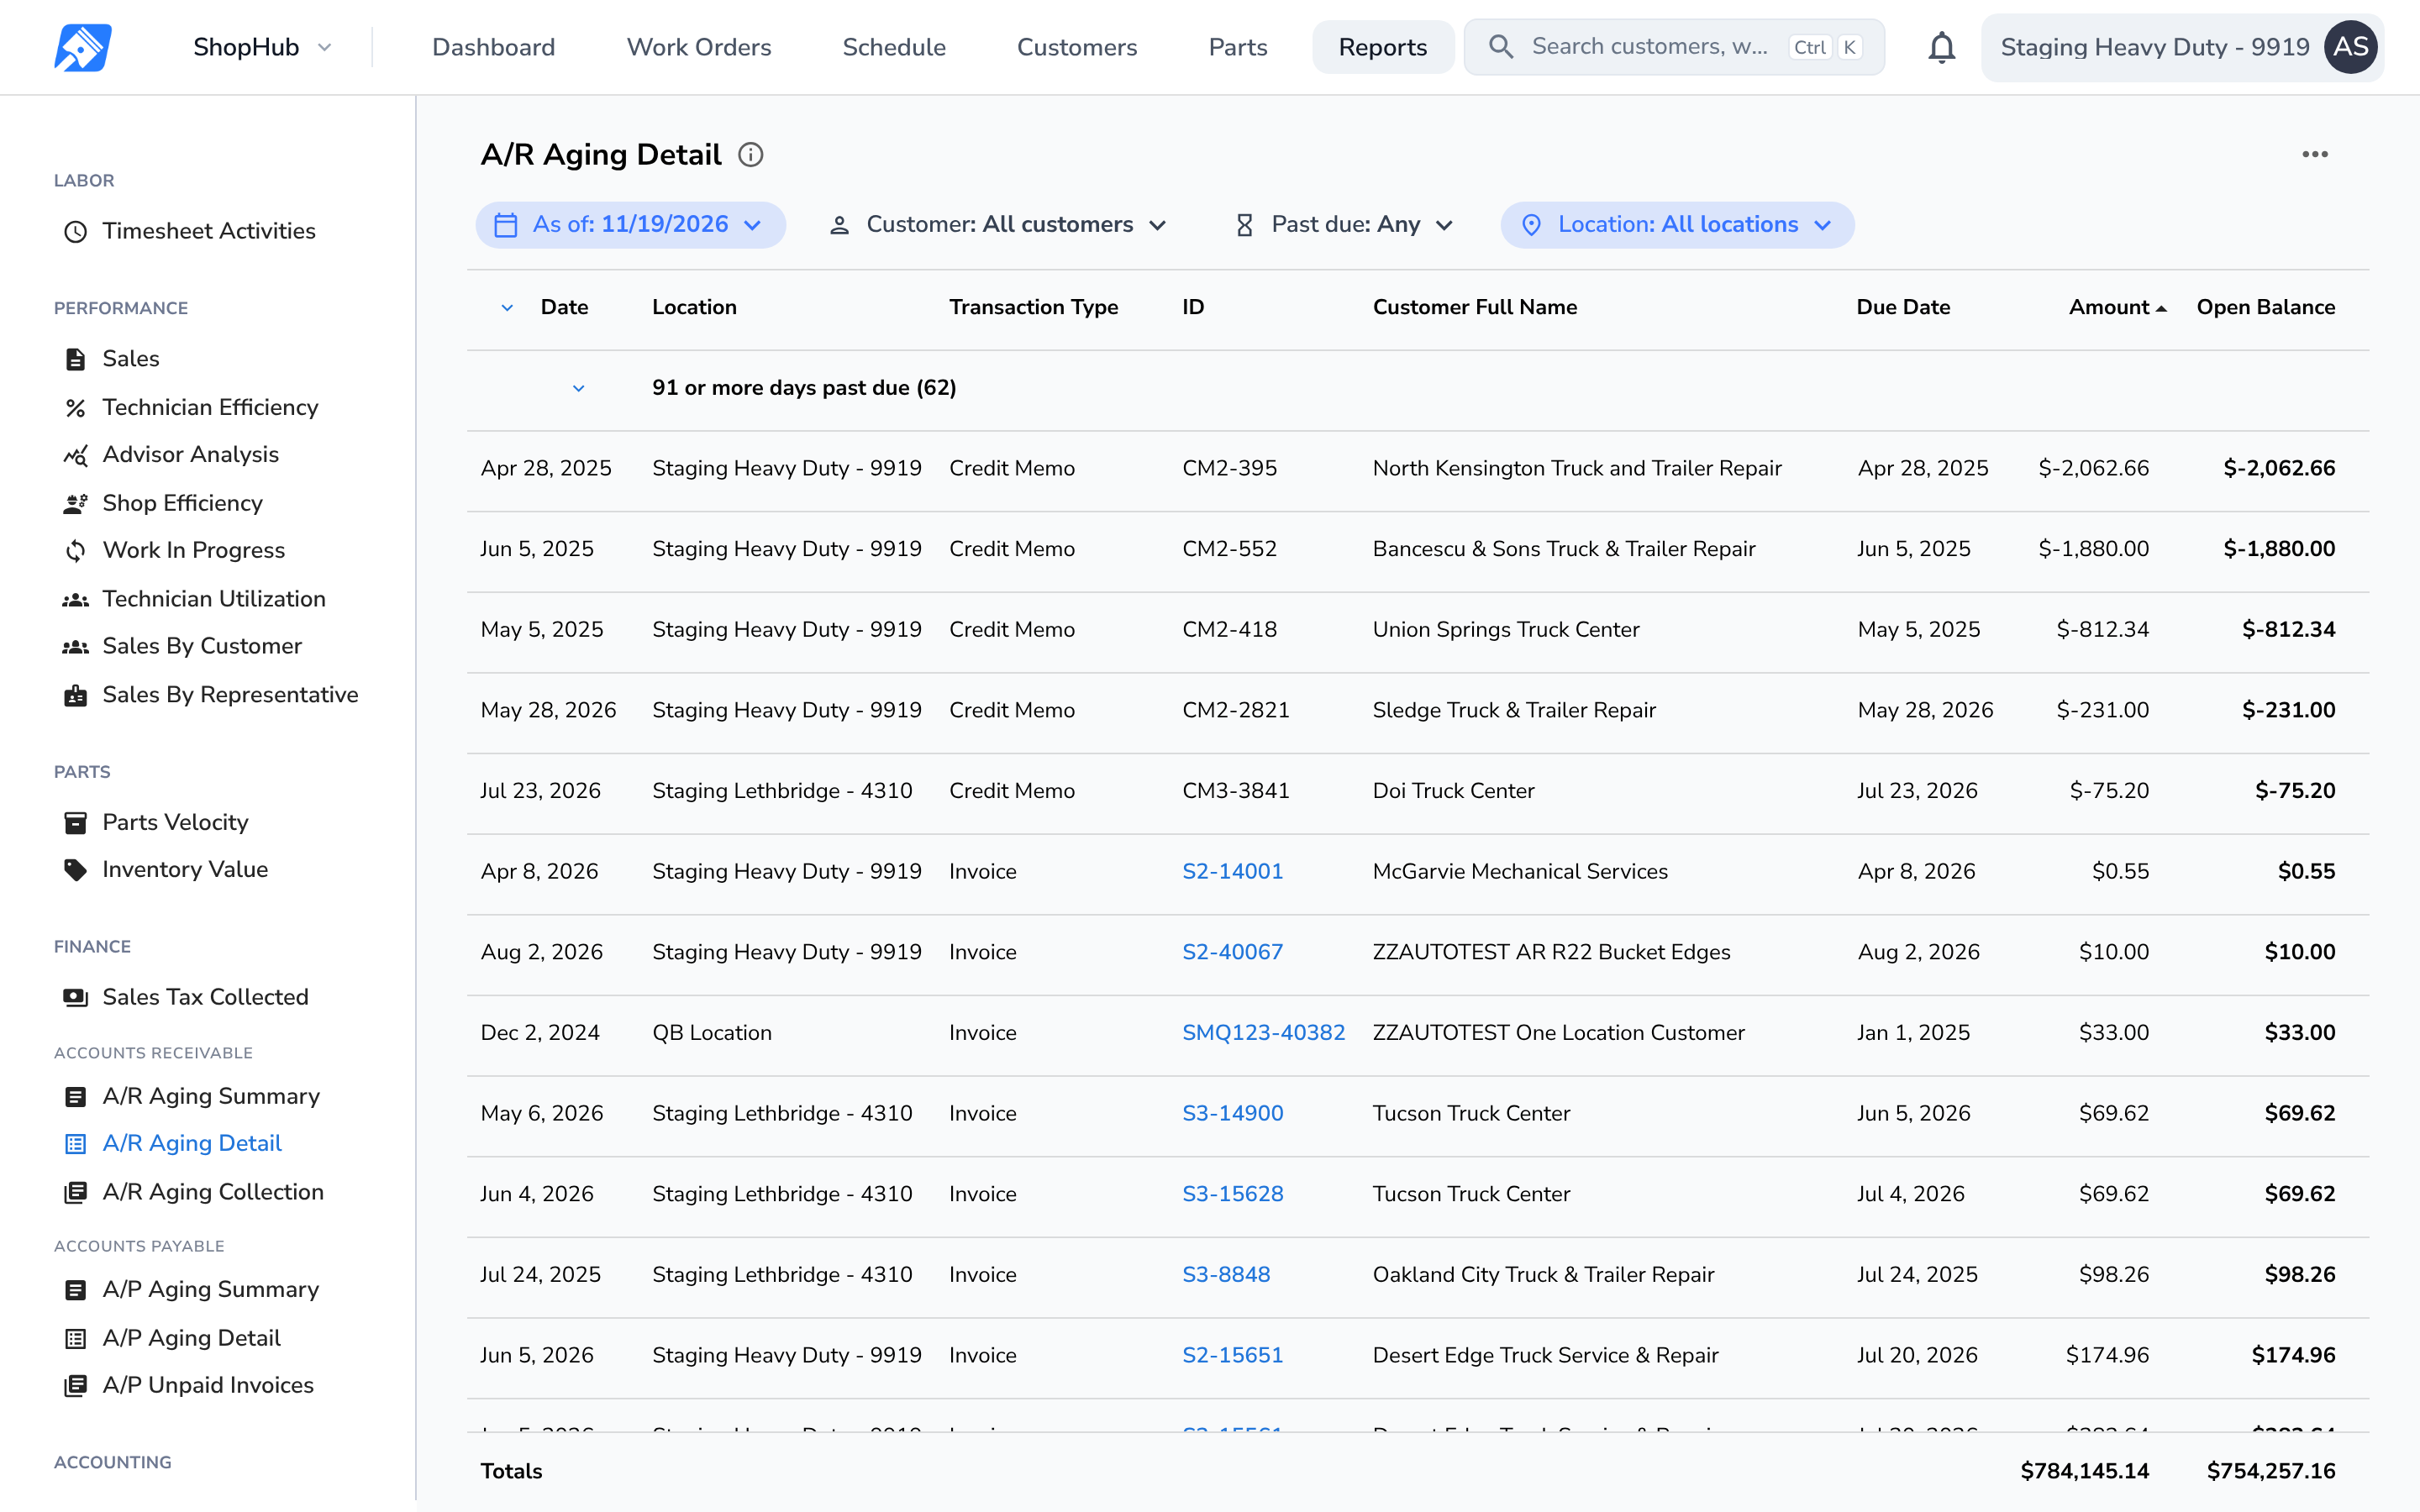 ShopHub
Dashboard
Work Orders
Schedule
Customers
Parts
Reports
Search customers, w...
Ctrl K
Staging Heavy Duty - 9919
AS
LABOR
Timesheet Activities
PERFORMANCE
Sales
Technician Efficiency
Advisor Analysis
Shop Efficiency
Work In Progress
Technician Utilization
Sales By Customer
Sales By Representative
PARTS
Parts Velocity
Inventory Value
FINANCE
Sales Tax Collected
ACCOUNTS RECEIVABLE
A/R Aging Summary
A/R Aging Detail
A/R Aging Collection
ACCOUNTS PAYABLE
A/P Aging Summary
A/P Aging Detail
A/P Unpaid Invoices
ACCOUNTING
A/R Aging Detail
As of: 11/19/2026
Customer: All customers
Past due: Any
Location: All locations
Date Location Transaction Type ID Customer Full Name Due Date Amount Open Balance
91 or more days past due (62)
Apr 28, 2025 Staging Heavy Duty - 9919 Credit Memo CM2-395 North Kensington Truck and Trailer Repair Apr 28, 2025 $-2,062.66 $-2,062.66
Jun 5, 2025 Staging Heavy Duty - 9919 Credit Memo CM2-552 Bancescu & Sons Truck & Trailer Repair Jun 5, 2025 $-1,880.00 $-1,880.00
May 5, 2025 Staging Heavy Duty - 9919 Credit Memo CM2-418 Union Springs Truck Center May 5, 2025 $-812.34 $-812.34
May 28, 2026 Staging Heavy Duty - 9919 Credit Memo CM2-2821 Sledge Truck & Trailer Repair May 28, 2026 $-231.00 $-231.00
Jul 23, 2026 Staging Lethbridge - 4310 Credit Memo CM3-3841 Doi Truck Center Jul 23, 2026 $-75.20 $-75.20
Apr 8, 2026 Staging Heavy Duty - 9919 Invoice S2-14001 McGarvie Mechanical Services Apr 8, 2026 $0.55 $0.55
Aug 2, 2026 Staging Heavy Duty - 9919 Invoice S2-40067 ZZAUTOTEST AR R22 Bucket Edges Aug 2, 2026 $10.00 $10.00
Dec 2, 2024 QB Location Invoice SMQ123-40382 ZZAUTOTEST One Location Customer Jan 1, 2025 $33.00 $33.00
May 6, 2026 Staging Lethbridge - 4310 Invoice S3-14900 Tucson Truck Center Jun 5, 2026 $69.62 $69.62
Jun 4, 2026 Staging Lethbridge - 4310 Invoice S3-15628 Tucson Truck Center Jul 4, 2026 $69.62 $69.62
Jul 24, 2025 Staging Lethbridge - 4310 Invoice S3-8848 Oakland City Truck & Trailer Repair Jul 24, 2025 $98.26 $98.26
Jun 5, 2026 Staging Heavy Duty - 9919 Invoice S2-15651 Desert Edge Truck Service & Repair Jul 20, 2026 $174.96 $174.96
Totals $784,145.14 $754,257.16